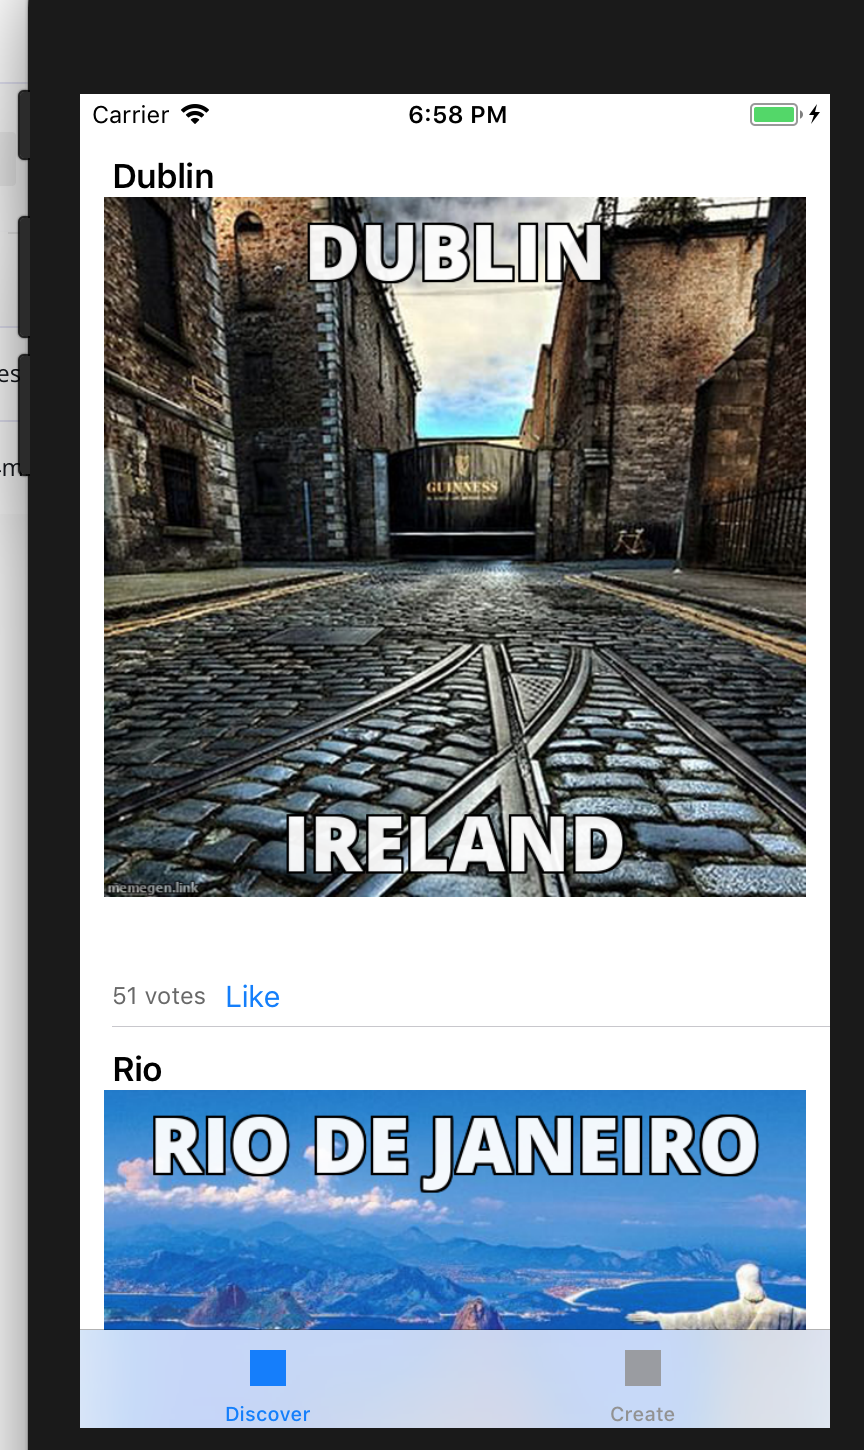 Carrier 6:58 PM
es
Dublin
DUBLIN
GUINNESS
IRELAND
memegen.link
51 votes Like
Rio
RIO DE JANEIRO
Discover Create